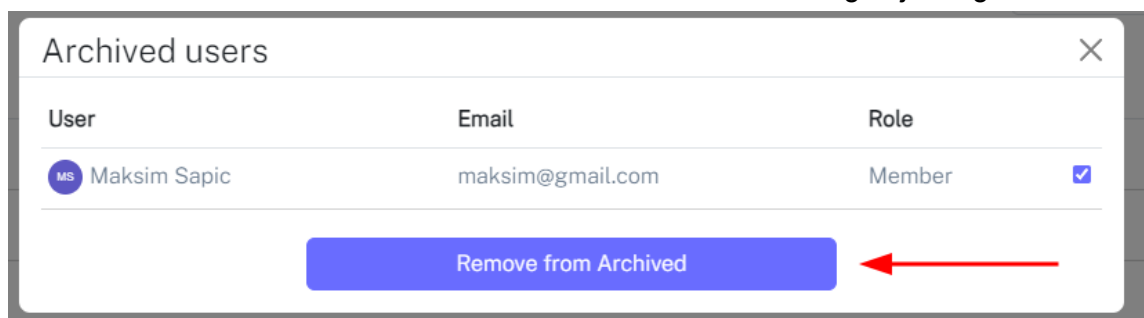 Archived users
User Email Role
MS Maksim Sapic maksim@gmail.com Member
Remove from Archived